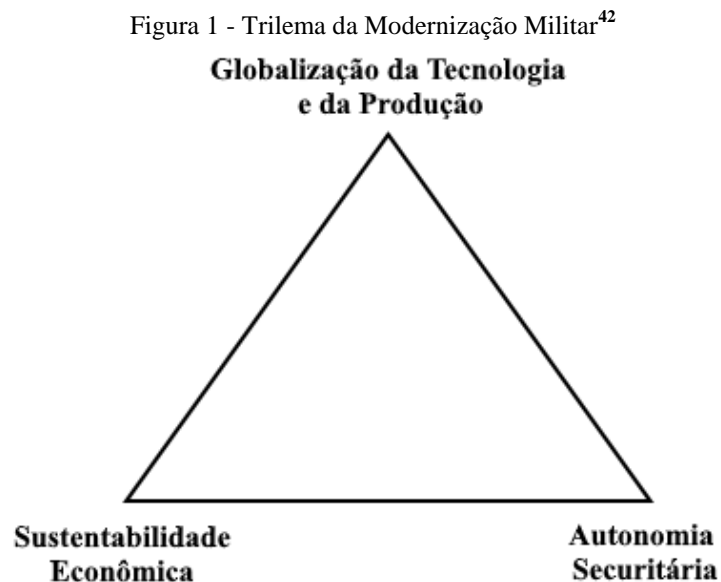 Figura 1 - Trilema da Modernização Militar42
Globalização da Tecnologia
e da Produção
Sustentabilidade
Econômica
Autonomia
Securitária